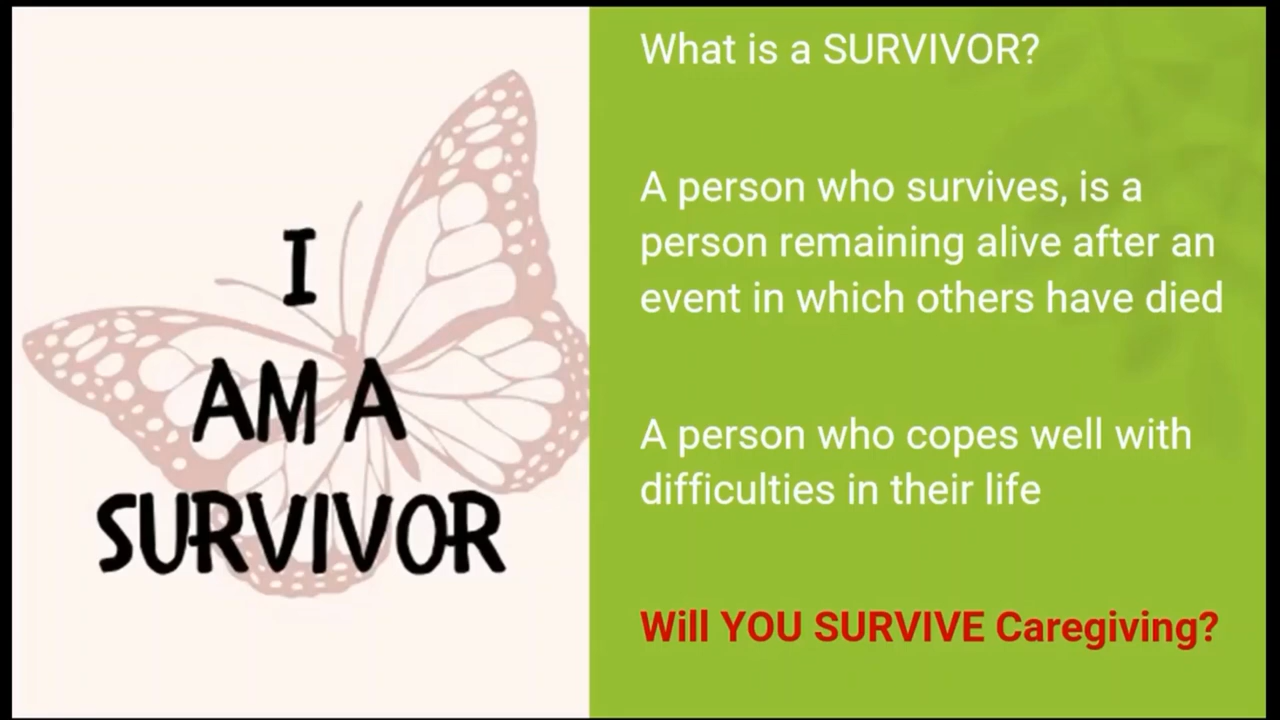 I
AM A
SURVIVOR
What is a SURVIVOR?
A person who survives, is a
person remaining alive after an
event in which others have died
A person who copes well with
difficulties in their life
Will YOU SURVIVE Caregiving?